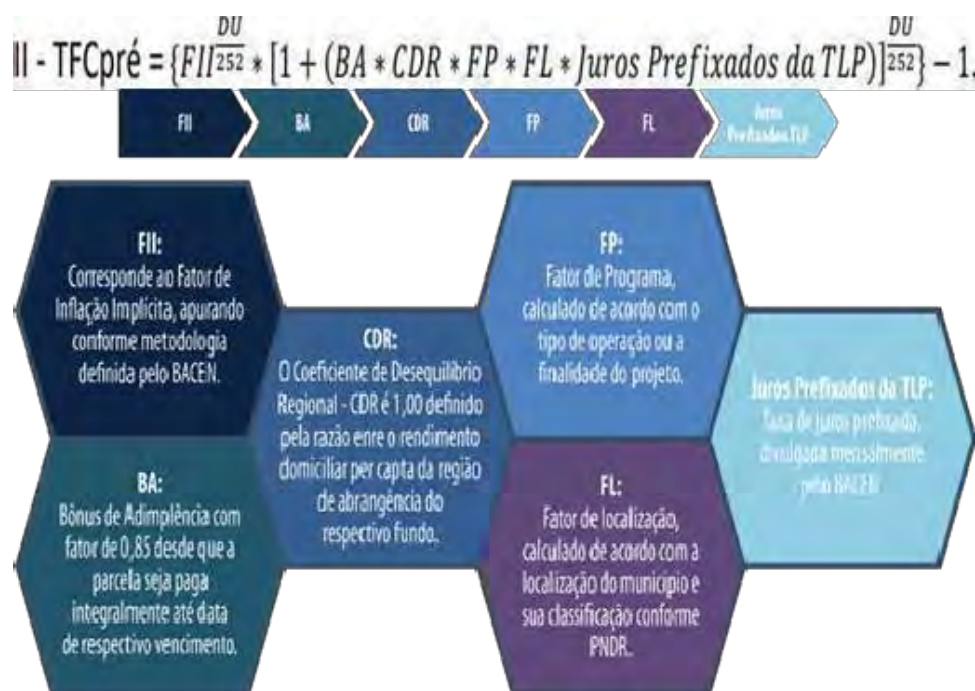 II - TFCpré = {FII^{DU/252} * [1 + (BA * CDR * FP * FL * Juros Prefixados da TLP)]^{DU/252}} − 1.
FII
BA
CDR
FP
FL
Juros
Prefixados TLP
FII:
Corresponde ao Fator de
Inflação Implícita, apurando
conforme metodologia
definida pelo BACEN.
BA:
Bônus de Adimplência com
fator de 0,85 desde que a
parcela seja paga
integralmente até data
de respectivo vencimento.
CDR:
O Coeficiente de Desequilíbrio
Regional - CDR é 1,00 definido
pela razão enre o rendimento
domiciliar per capta da região
de abrangência do
respectivo fundo.
FP:
Fator de Programa,
calculado de acordo com o
tipo de operação ou a
finalidade do projeto.
FL:
Fator de localização,
calculado de acordo com a
localização do município e
sua classificação conforme
PNDR.
Juros Prefixados da TLP:
Taxa de juros prefixada,
divulgada mensalmente
pelo BACEN